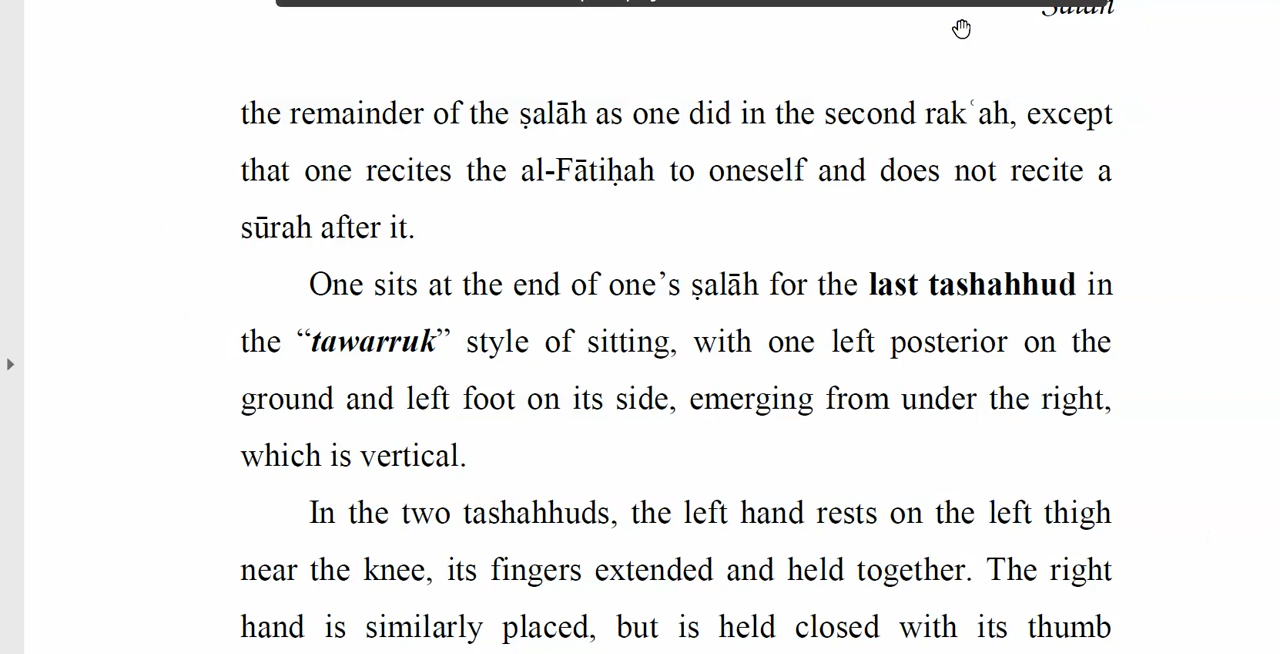 Salah
the remainder of the ṣalāh as one did in the second rakʿah, except
that one recites the al-Fātiḥah to oneself and does not recite a
sūrah after it.
One sits at the end of one’s ṣalāh for the last tashahhud in
the “tawarruk” style of sitting, with one left posterior on the
ground and left foot on its side, emerging from under the right,
which is vertical.
In the two tashahhuds, the left hand rests on the left thigh
near the knee, its fingers extended and held together. The right
hand is similarly placed, but is held closed with its thumb